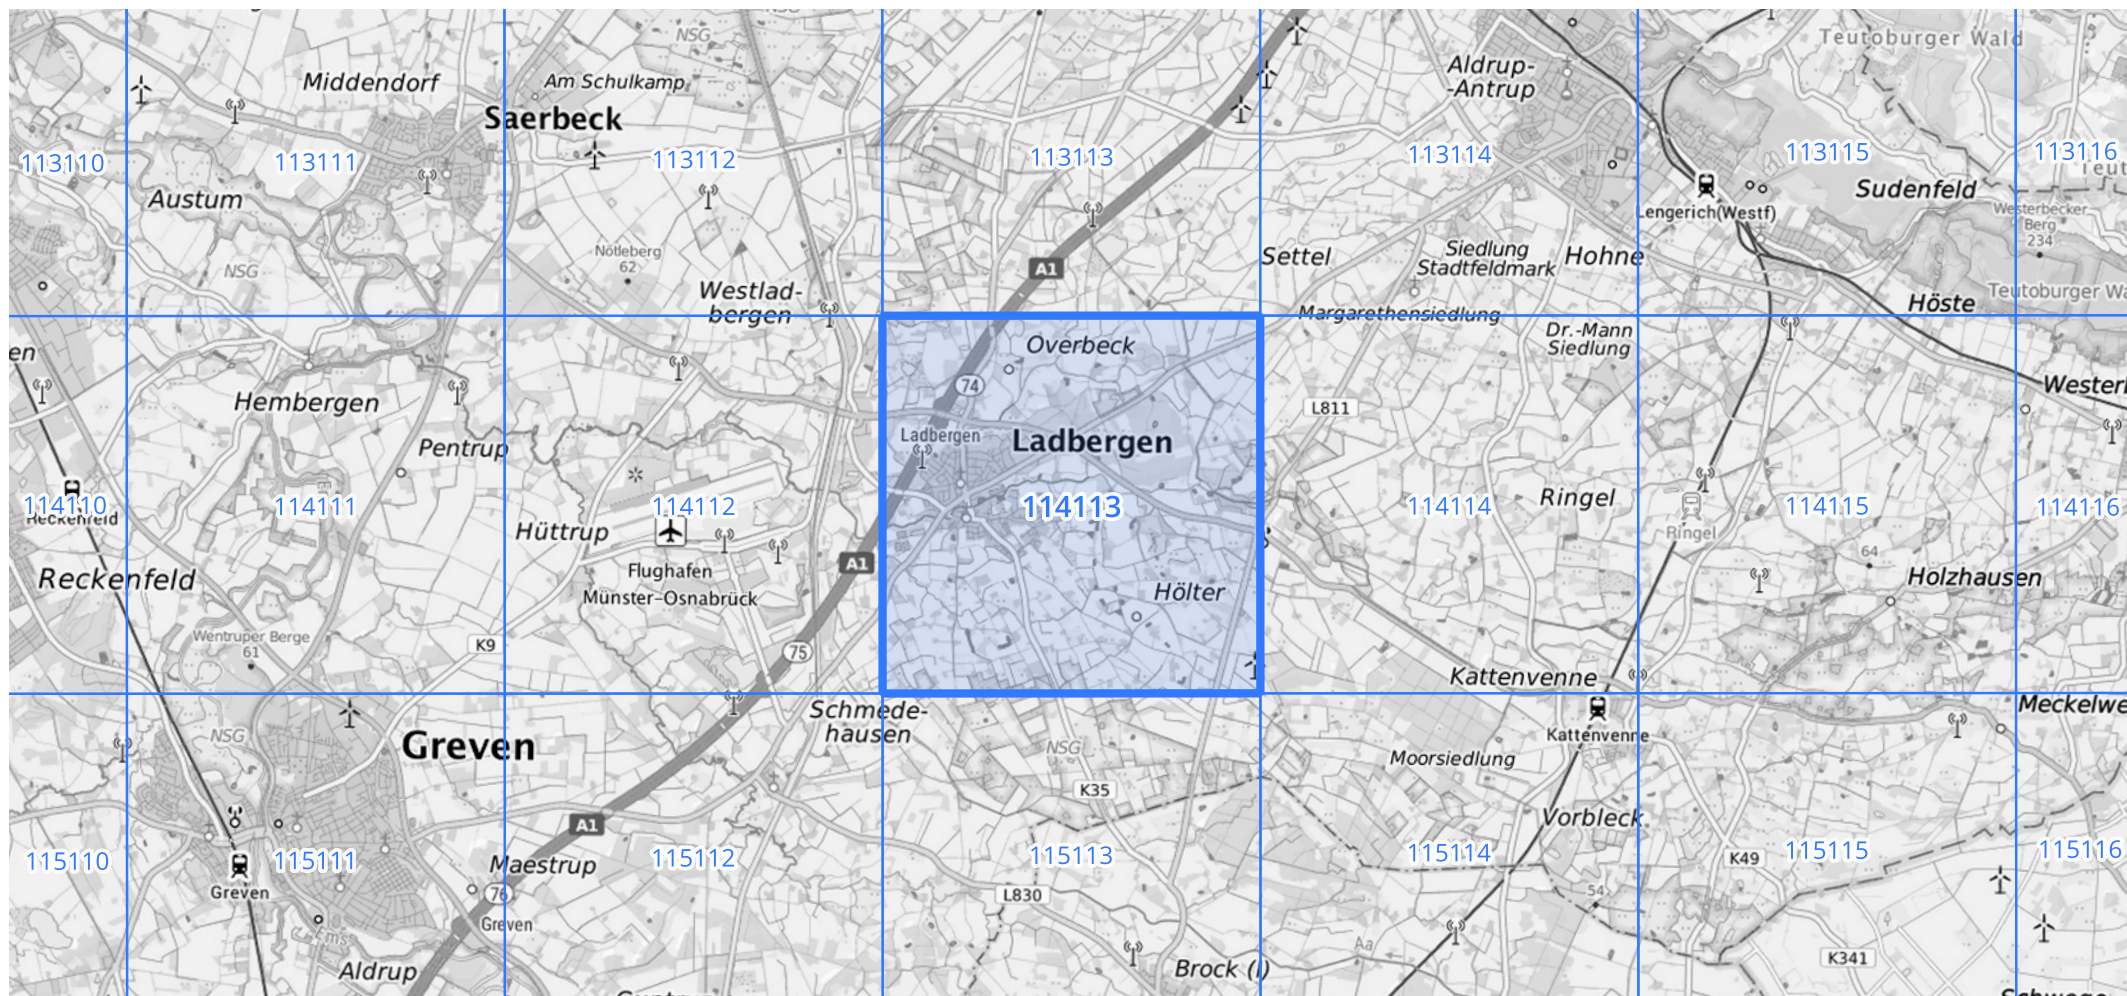 NSG
Teutoburger Wald
Middendorf
Am Schulkamp
Aldrup-
-Antrup
Saerbeck
113110
113111
113112
113113
113114
113115
113116
Austum
Sudenfeld
Westerbecker
Berg
234
Lengerich(Westf)
Nötleberg
62
Settel
Siedlung
Stadtfeldmark
Hohne
NSG
A1
Westlad-
bergen
Teutoburger Wa
Höste
Margarethensiedlung
Dr.-Mann
Siedlung
Overbeck
en
74
Westerl
Hembergen
L811
Ladbergen
Ladbergen
Pentrup
114110
114111
114112
114113
114114
114115
114116
Reckenfeld
Ringel
Hüttrup
Ringel
64
A1
Flughafen
Münster-Osnabrück
Reckenfeld
Hölter
Holzhausen
Wentruper Berge
61
K9
75
Kattenvenne
Meckelwe
Schmede-
hausen
NSG
Greven
NSG
Kattenvenne
Moorsiedlung
K35
Vorbleck
A1
115110
115111
115112
115113
115114
115115
115116
Maestrup
K49
Greven
76
L830
54
Greven
Ems
Aa
K341
Aldrup
Brock (I)